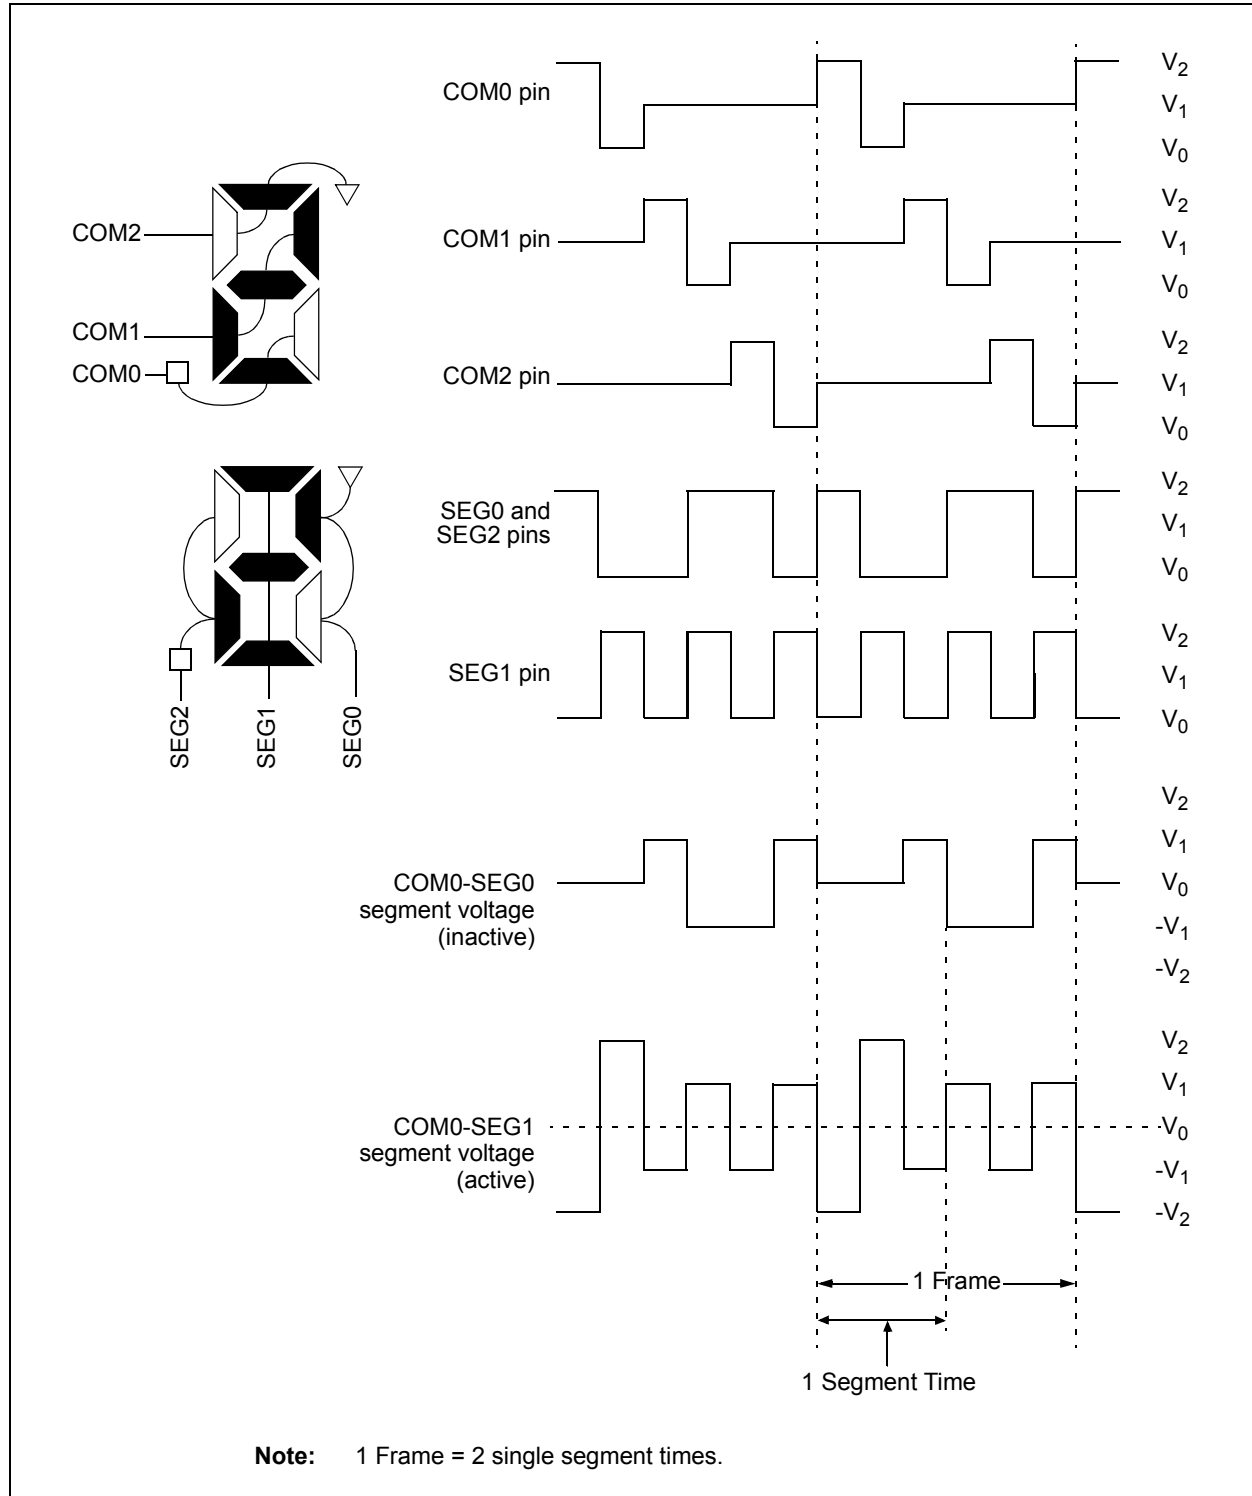 COM0 pin
V2
V1
V0
COM2
COM1
COM0
COM1 pin
V2
V1
V0
COM2 pin
V2
V1
V0
SEG0 and
SEG2 pins
V2
V1
V0
SEG2
SEG1
SEG0
SEG1 pin
V2
V1
V0
COM0-SEG0
segment voltage
(inactive)
V2
V1
V0
-V1
-V2
COM0-SEG1
segment voltage
(active)
V2
V1
V0
-V1
-V2
1 Frame
1 Segment Time
Note: 1 Frame = 2 single segment times.